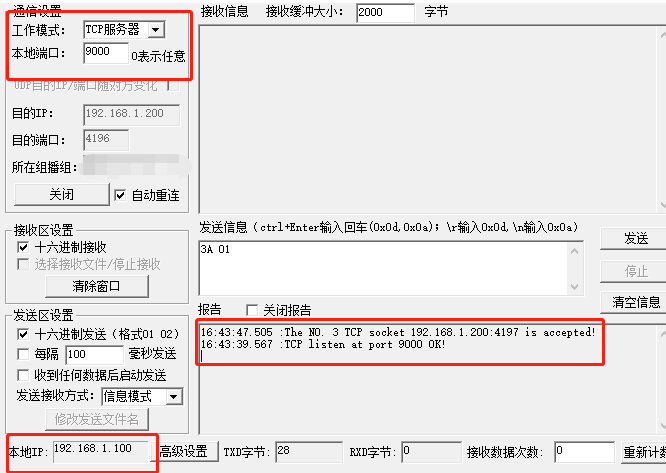 通信设置
工作模式: TCP服务器
本地端口: 9000 0表示任意
UDP目的IP/端口随对方变化
目的IP: 192.168.1.200
目的端口: 4196
所在组播组:
关闭 自动重连
接收区设置
十六进制接收
选择接收文件/停止接收
清除窗口
发送区设置
十六进制发送（格式01 02）
每隔 100 毫秒发送
收到任何数据后启动发送
发送接收方式: 信息模式
修改发送文件名
接收信息 接收缓冲大小: 2000 字节
发送信息（ctrl+Enter输入回车(0x0d,0x0a)；\r输入0x0d,\n输入0x0a)
3A 01
发送
停止
清空信息
报告 关闭报告
16:43:47.505 :The NO. 3 TCP socket 192.168.1.200:4197 is accepted!
16:43:39.567 :TCP listen at port 9000 OK!
本地IP: 192.168.1.100 高级设置 TXD字节: 28 RXD字节: 0 接收数据次数: 0 重新计数